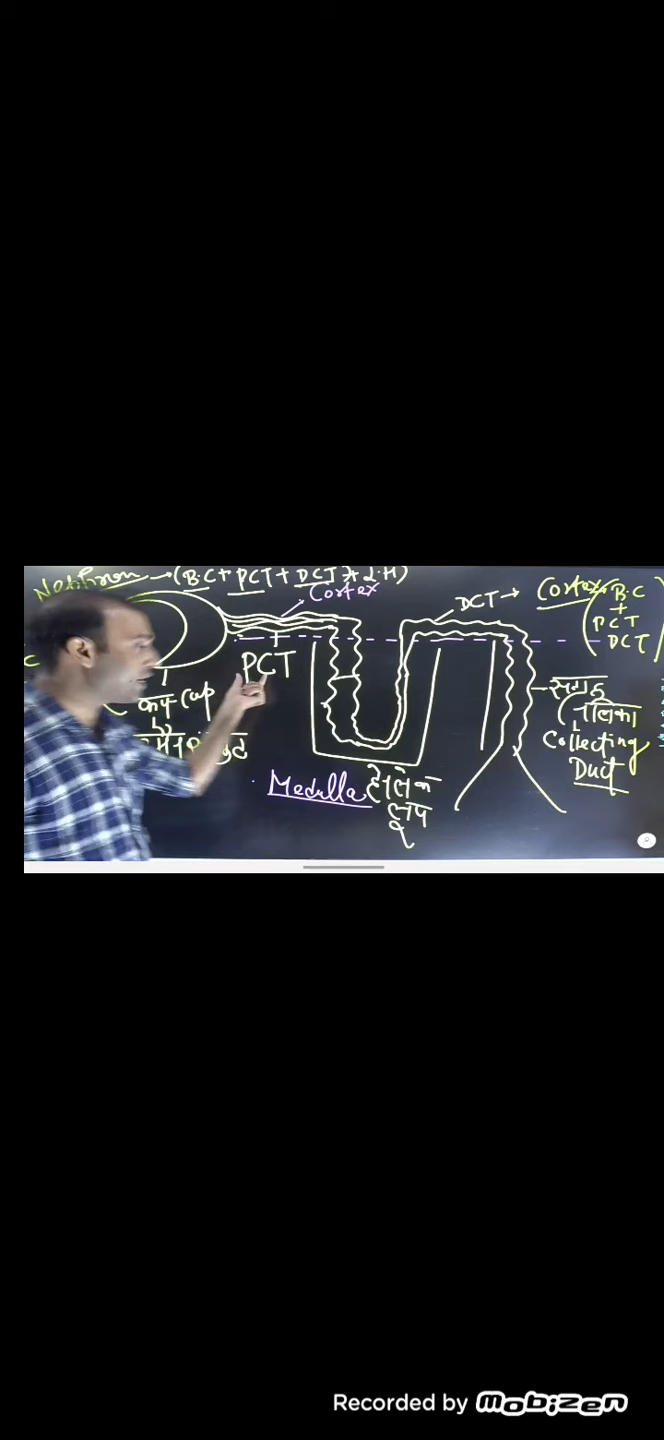 Nephron → (B.C + PCT + DCT + L.H)
Cortex
DCT →
Cortex
B.C
+
PCT
DCT
PCT
C
कप
Cup
संग्रह
नलिका
Collecting
Duct
Medulla
हेनले का
लूप
Recorded by mobizen